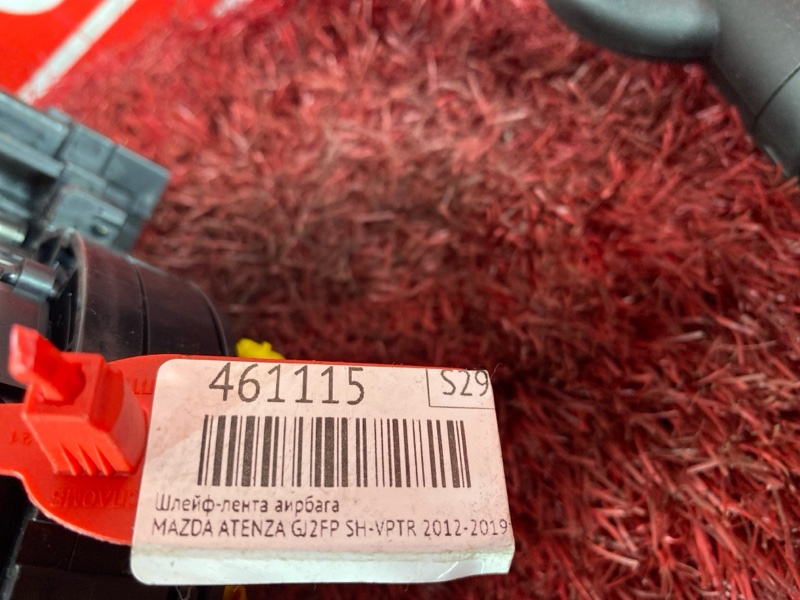 461115
S29
Шлейф-лента аирбага
MAZDA ATENZA GJ2FP SH-VPTR 2012-2019